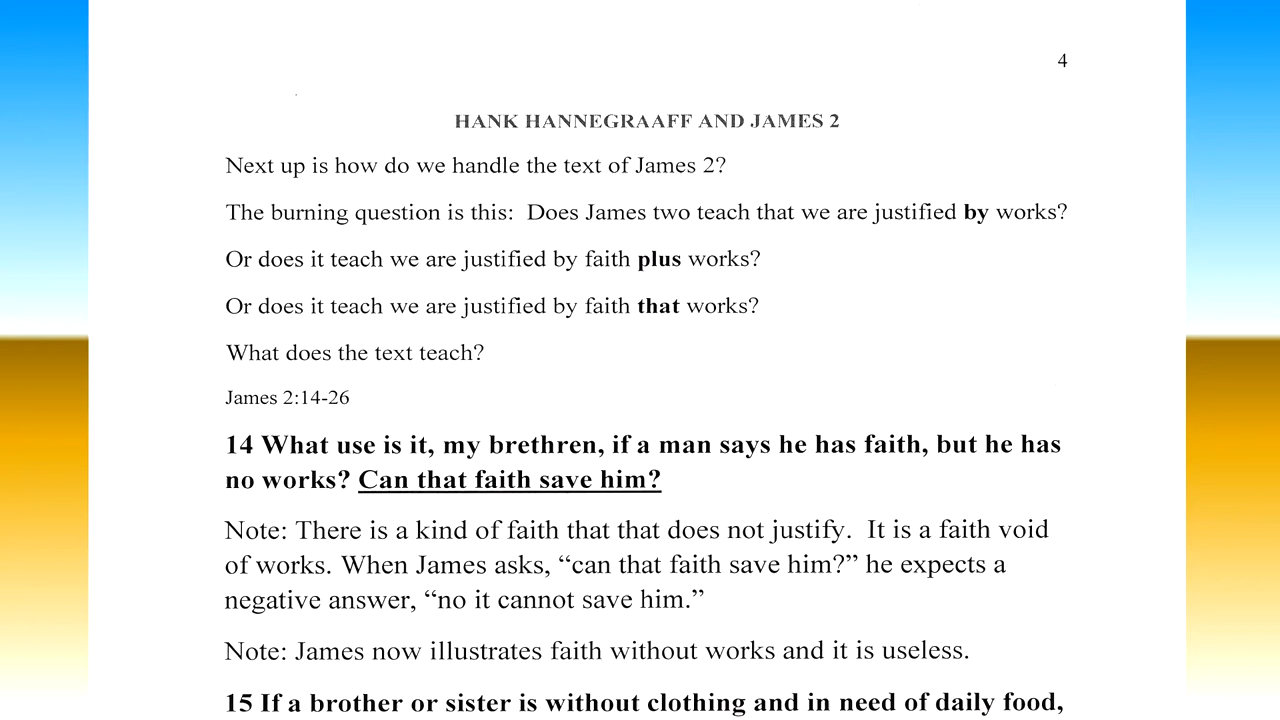 4
HANK HANNEGRAAFF AND JAMES 2
Next up is how do we handle the text of James 2?
The burning question is this:  Does James two teach that we are justified by works?
Or does it teach we are justified by faith plus works?
Or does it teach we are justified by faith that works?
What does the text teach?
James 2:14-26
14 What use is it, my brethren, if a man says he has faith, but he has
no works? Can that faith save him?
Note: There is a kind of faith that that does not justify.  It is a faith void
of works. When James asks, “can that faith save him?” he expects a
negative answer, “no it cannot save him.”
Note: James now illustrates faith without works and it is useless.
15 If a brother or sister is without clothing and in need of daily food,